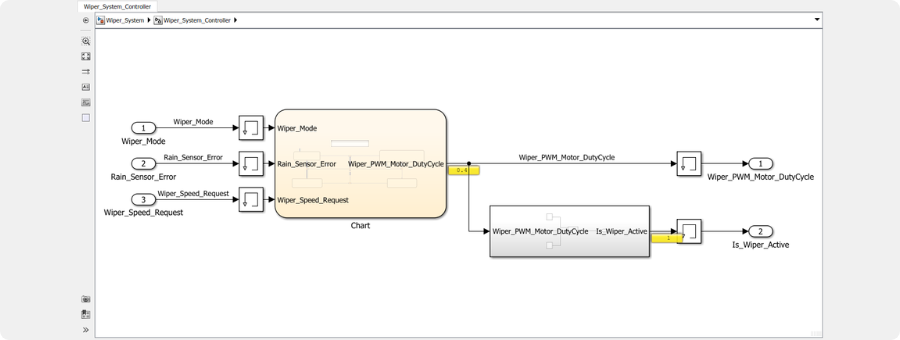 Wiper_System_Controller
Wiper_System Wiper_System_Controller
1 Wiper_Mode Wiper_Mode
Wiper_Mode
2 Rain_Sensor_Error Rain_Sensor_Error Wiper_PWM_Motor_DutyCycle Wiper_PWM_Motor_DutyCycle 1
0.4
Rain_Sensor_Error Wiper_PWM_Motor_DutyCycle
3 Wiper_Speed_Request Wiper_Speed_Request
Wiper_Speed_Request
Chart
Wiper_PWM_Motor_DutyCycle Is_Wiper_Active 2
1
Is_Wiper_Active